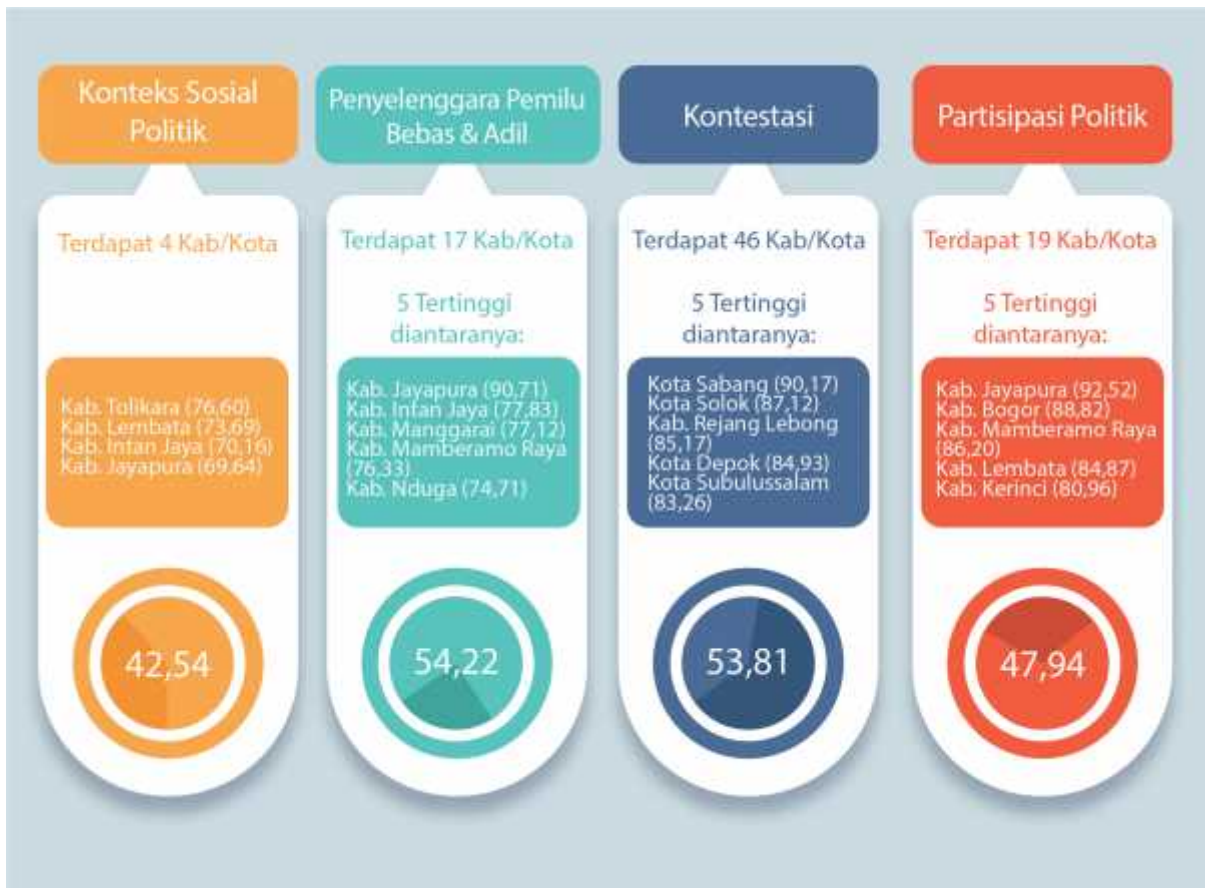 Konteks Sosial
Politik
Terdapat 4 Kab/Kota
Kab. Tolikara (76,60)
Kab. Lembata (73,69)
Kab. Intan Jaya (70,16)
Kab. Jayapura (69,64)
42,54
Penyelenggara Pemilu
Bebas & Adil
Terdapat 17 Kab/Kota
5 Tertinggi
diantaranya:
Kab. Jayapura (90,71)
Kab. Intan Jaya (77,83)
Kab. Manggarai (77,12)
Kab. Mamberamo Raya
(76,33)
Kab. Nduga (74,71)
54,22
Kontestasi
Terdapat 46 Kab/Kota
5 Tertinggi
diantaranya:
Kota Sabang (90,17)
Kota Solok (87,12)
Kab. Rejang Lebong
(85,17)
Kota Depok (84,93)
Kota Subulussalam
(83,26)
53,81
Partisipasi Politik
Terdapat 19 Kab/Kota
5 Tertinggi
diantaranya:
Kab. Jayapura (92,52)
Kab. Bogor (88,82)
Kab. Mamberamo Raya
(86,20)
Kab. Lembata (84,87)
Kab. Kerinci (80,96)
47,94